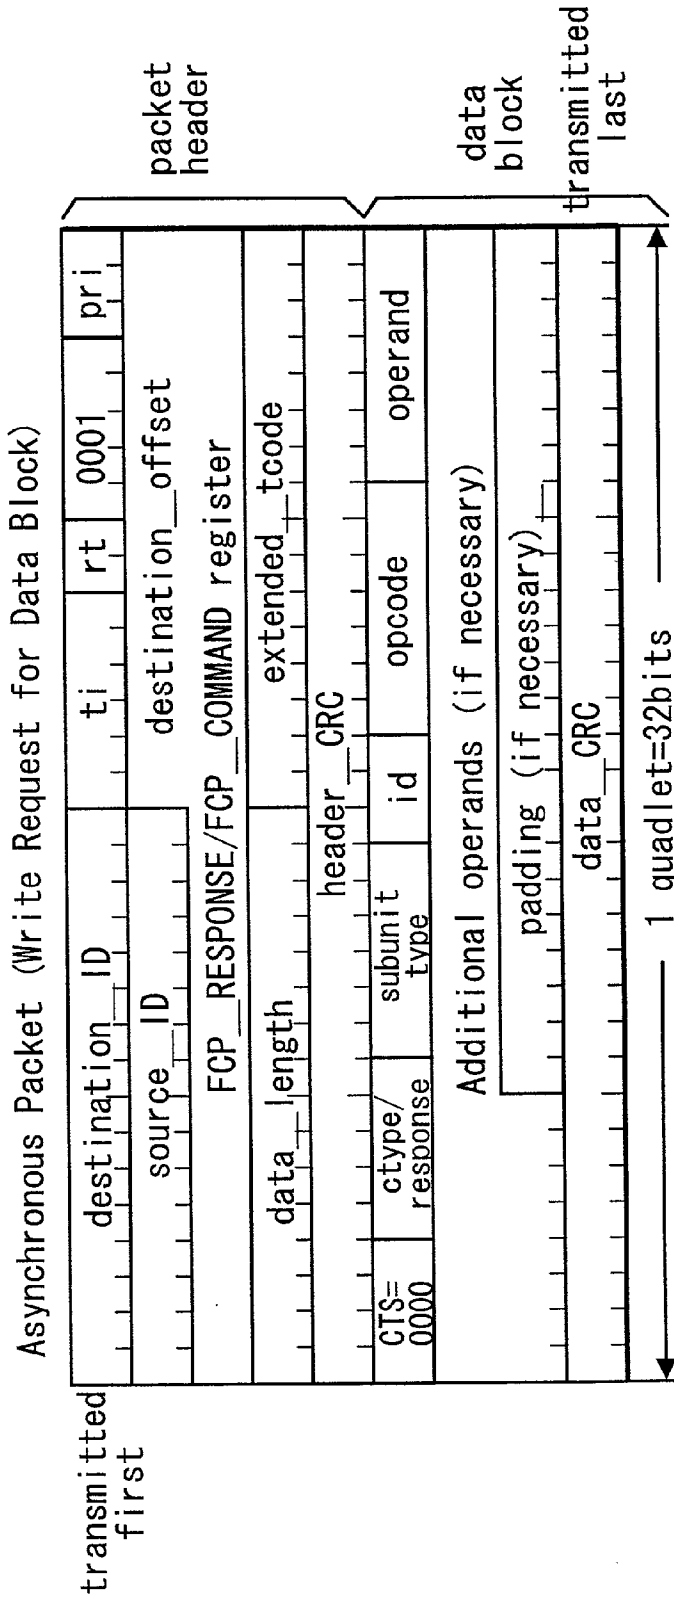 Asynchronous Packet (Write Request for Data Block)
transmitted
first
destination_ID
ti
rt
0001
pri
source_ID
destination_offset
FCP_RESPONSE/FCP_COMMAND register
data_length
extended_tcode
header_CRC
packet
header
CTS=
0000
ctype/
response
subunit
type
id
opcode
operand
Additional operands (if necessary)
padding (if necessary)
data_CRC
data
block
transmitted
last
1 quadlet=32bits